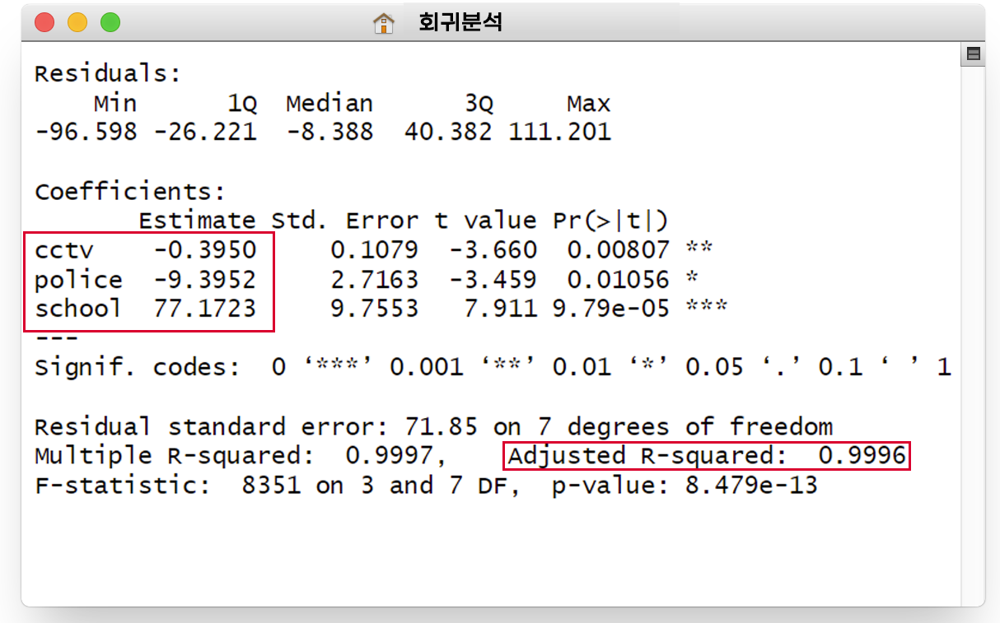 회귀분석
Residuals:
Min 1Q Median 3Q Max
-96.598 -26.221 -8.388 40.382 111.201
Coefficients:
Estimate Std. Error t value Pr(>|t|)
cctv -0.3950 0.1079 -3.660 0.00807 **
police -9.3952 2.7163 -3.459 0.01056 *
school 77.1723 9.7553 7.911 9.79e-05 ***
---
Signif. codes: 0 ‘***’ 0.001 ‘**’ 0.01 ‘*’ 0.05 ‘.’ 0.1 ‘ ’ 1
Residual standard error: 71.85 on 7 degrees of freedom
Multiple R-squared: 0.9997, Adjusted R-squared: 0.9996
F-statistic: 8351 on 3 and 7 DF, p-value: 8.479e-13